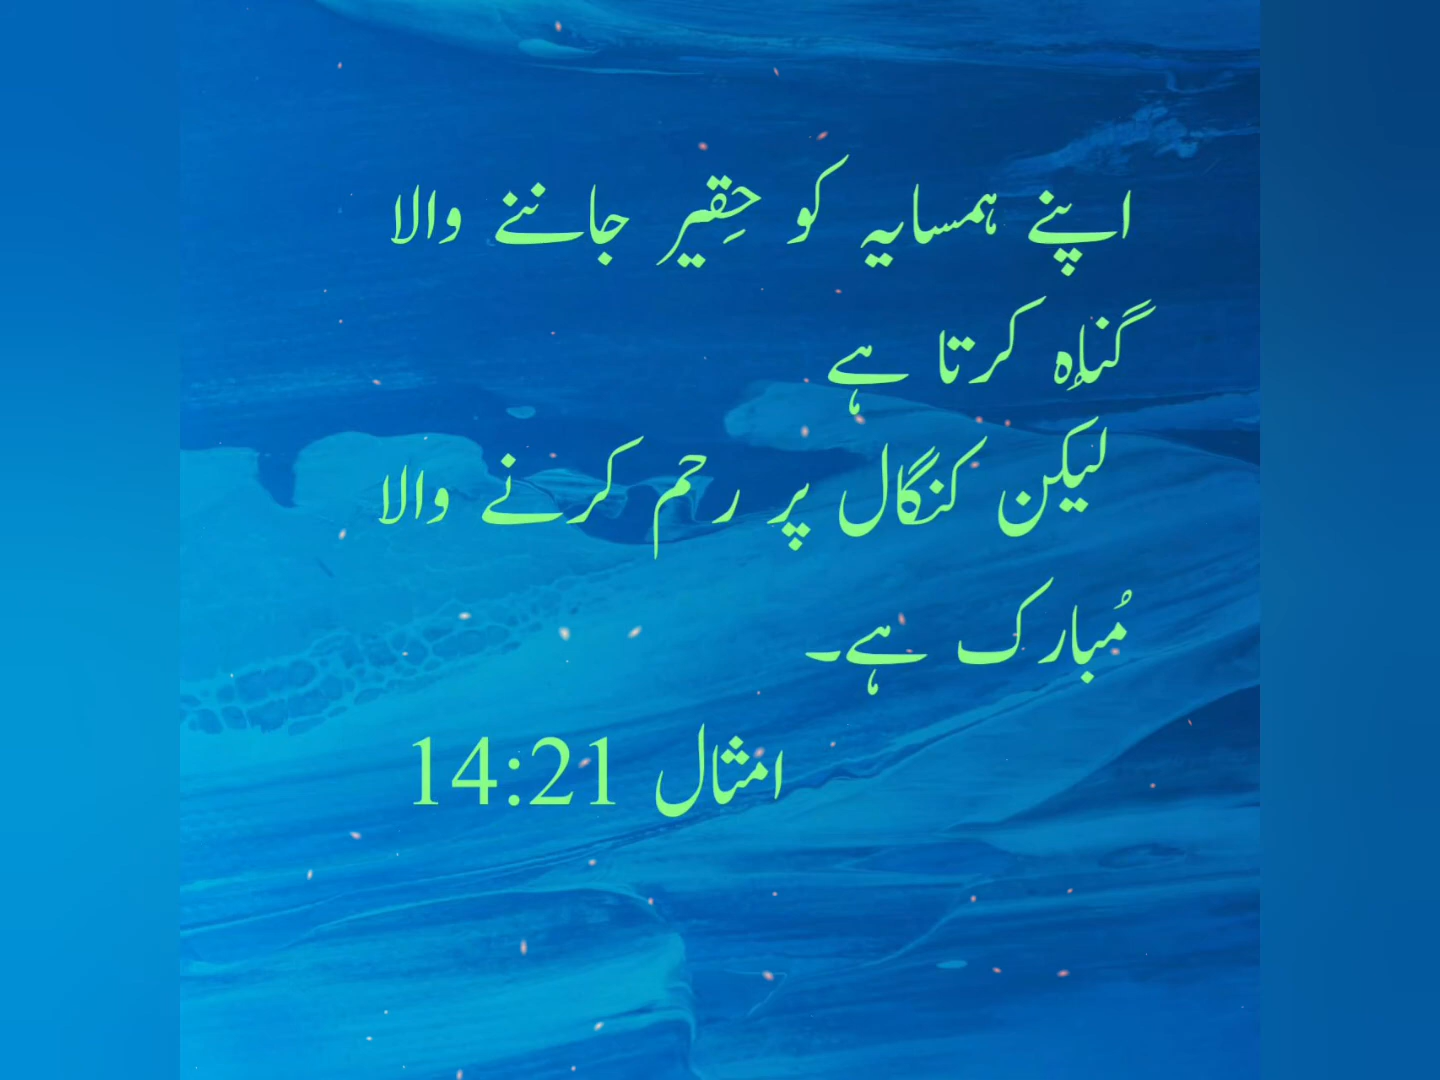 اپنے ہمسایہ کو حِقیر جاننے والا
گناہ کرتا ہے
لیکن کنگال پر رحم کرنے والا
مُبارک ہے۔
امثال 14:21